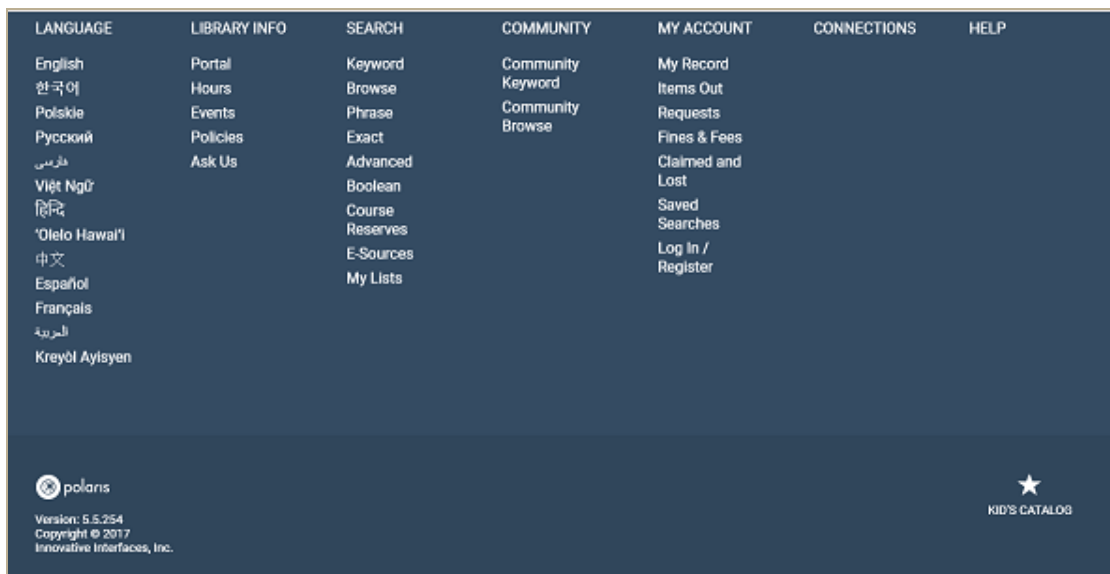 LANGUAGE
English
한국어
Polskie
Русский
فارسی
Việt Ngữ
हिन्दि
'Olelo Hawai'i
中文
Español
Français
العربية
Kreyòl Ayisyen
LIBRARY INFO
Portal
Hours
Events
Policies
Ask Us
SEARCH
Keyword
Browse
Phrase
Exact
Advanced
Boolean
Course
Reserves
E-Sources
My Lists
COMMUNITY
Community
Keyword
Community
Browse
MY ACCOUNT
My Record
Items Out
Requests
Fines & Fees
Claimed and
Lost
Saved
Searches
Log In /
Register
CONNECTIONS
HELP
polaris
Version: 5.5.254
Copyright © 2017
Innovative Interfaces, Inc.
KID'S CATALOG